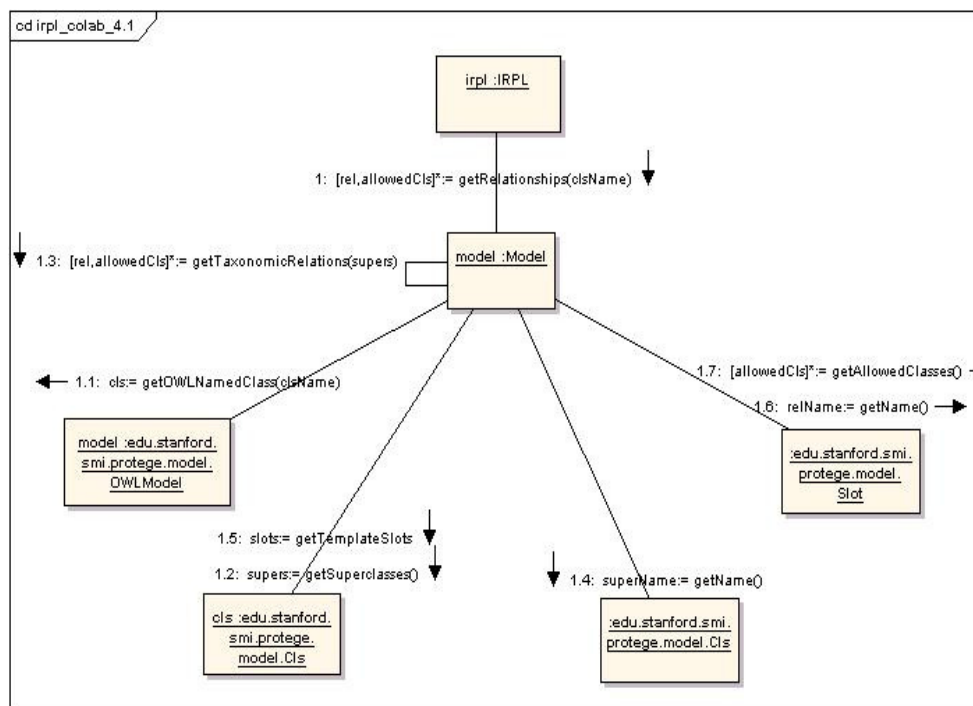 cd irpl_colab_4.1
irpl :IRPL
1: [rel,allowedCls]*:= getRelationships(clsName)
model :Model
1.3: [rel,allowedCls]*:= getTaxonomicRelations(supers)
1.7: [allowedCls]*:= getAllowedClasses()
1.1: cls:= getOWLNamedClass(clsName)
1.6: relName:= getName()
model :edu.stanford.
smi.protege.model.
OWLModel
:edu.stanford.smi.
protege.model.
Slot
1.5: slots:= getTemplateSlots
1.2: supers:= getSuperclasses()
1.4: superName:= getName()
cls :edu.stanford.
smi.protege.
model.Cls
:edu.stanford.smi.
protege.model.Cls